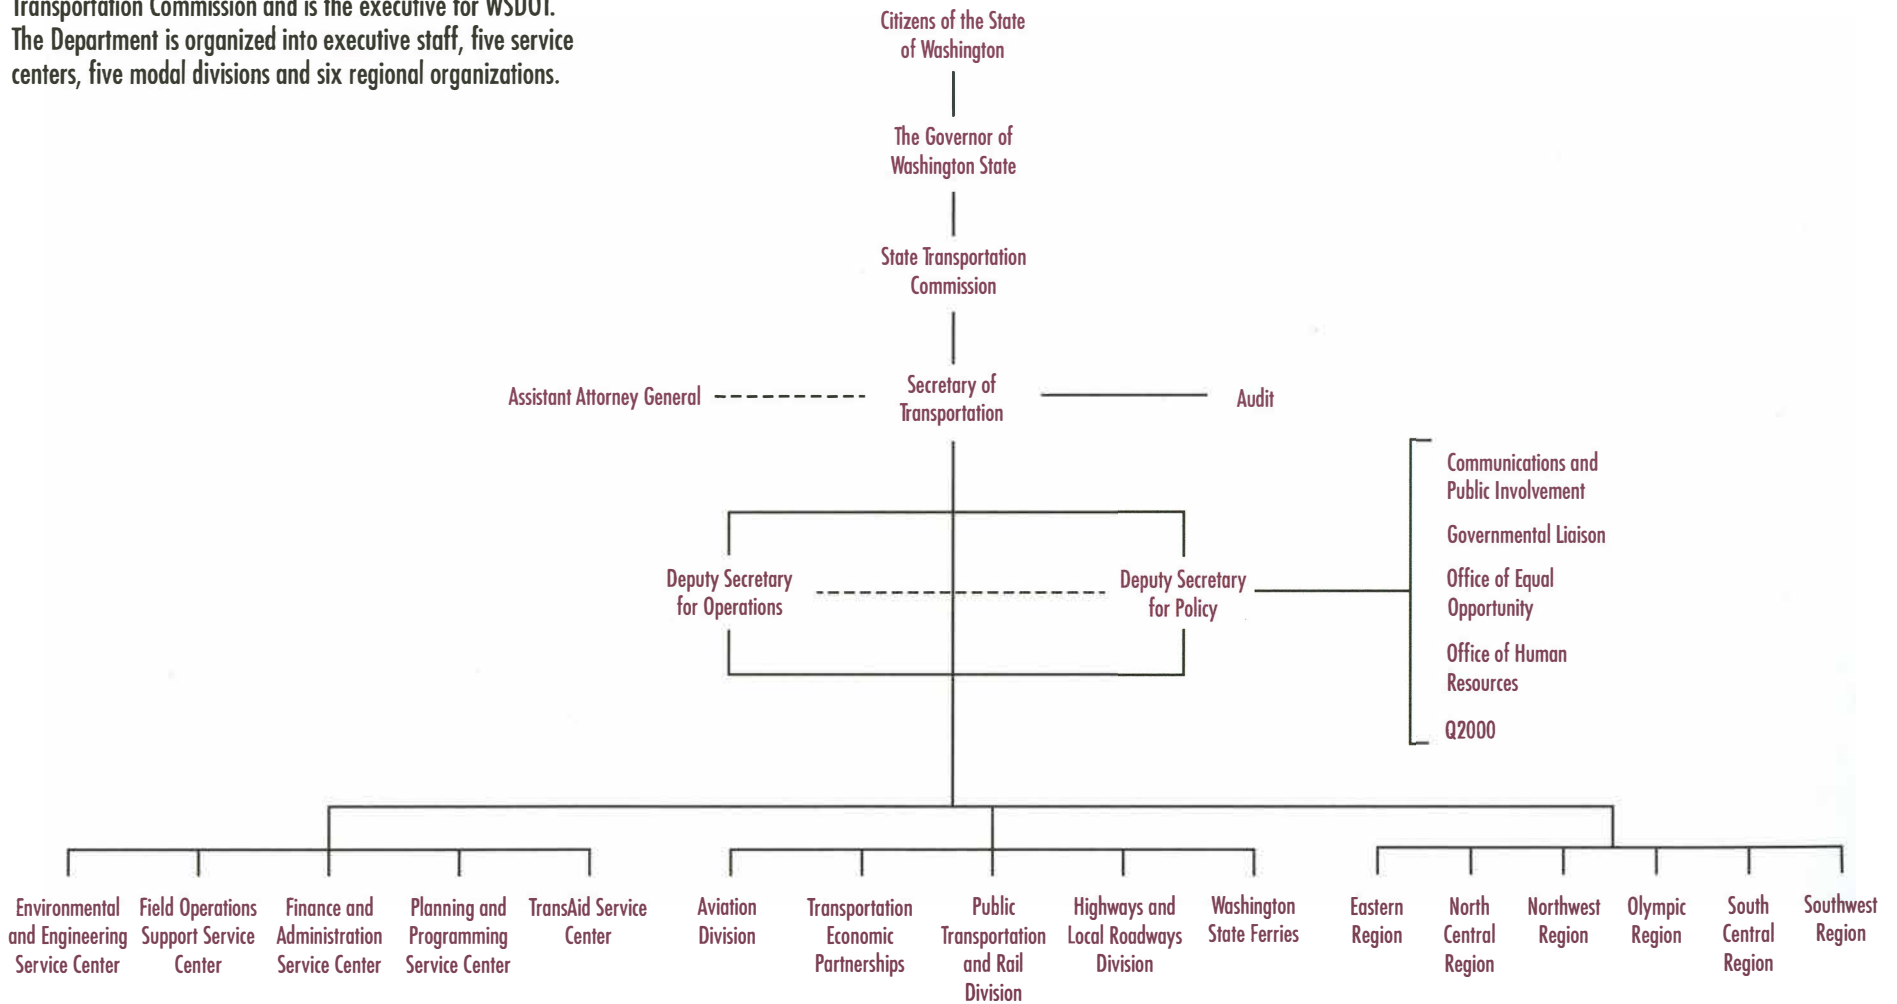 Transportation Commission and is the executive for WSDOT.
The Department is organized into executive staff, five service
centers, five modal divisions and six regional organizations.
Citizens of the State
of Washington
The Governor of
Washington State
State Transportation
Commission
Assistant Attorney General
Secretary of
Transportation
Audit
Deputy Secretary
for Operations
Deputy Secretary
for Policy
Communications and
Public Involvement
Governmental Liaison
Office of Equal
Opportunity
Office of Human
Resources
Q2000
Environmental
and Engineering
Service Center
Field Operations
Support Service
Center
Finance and
Administration
Service Center
Planning and
Programming
Service Center
TransAid Service
Center
Aviation
Division
Transportation
Economic
Partnerships
Public
Transportation
and Rail
Division
Highways and
Local Roadways
Division
Washington
State Ferries
Eastern
Region
North
Central
Region
Northwest
Region
Olympic
Region
South
Central
Region
Southwest
Region